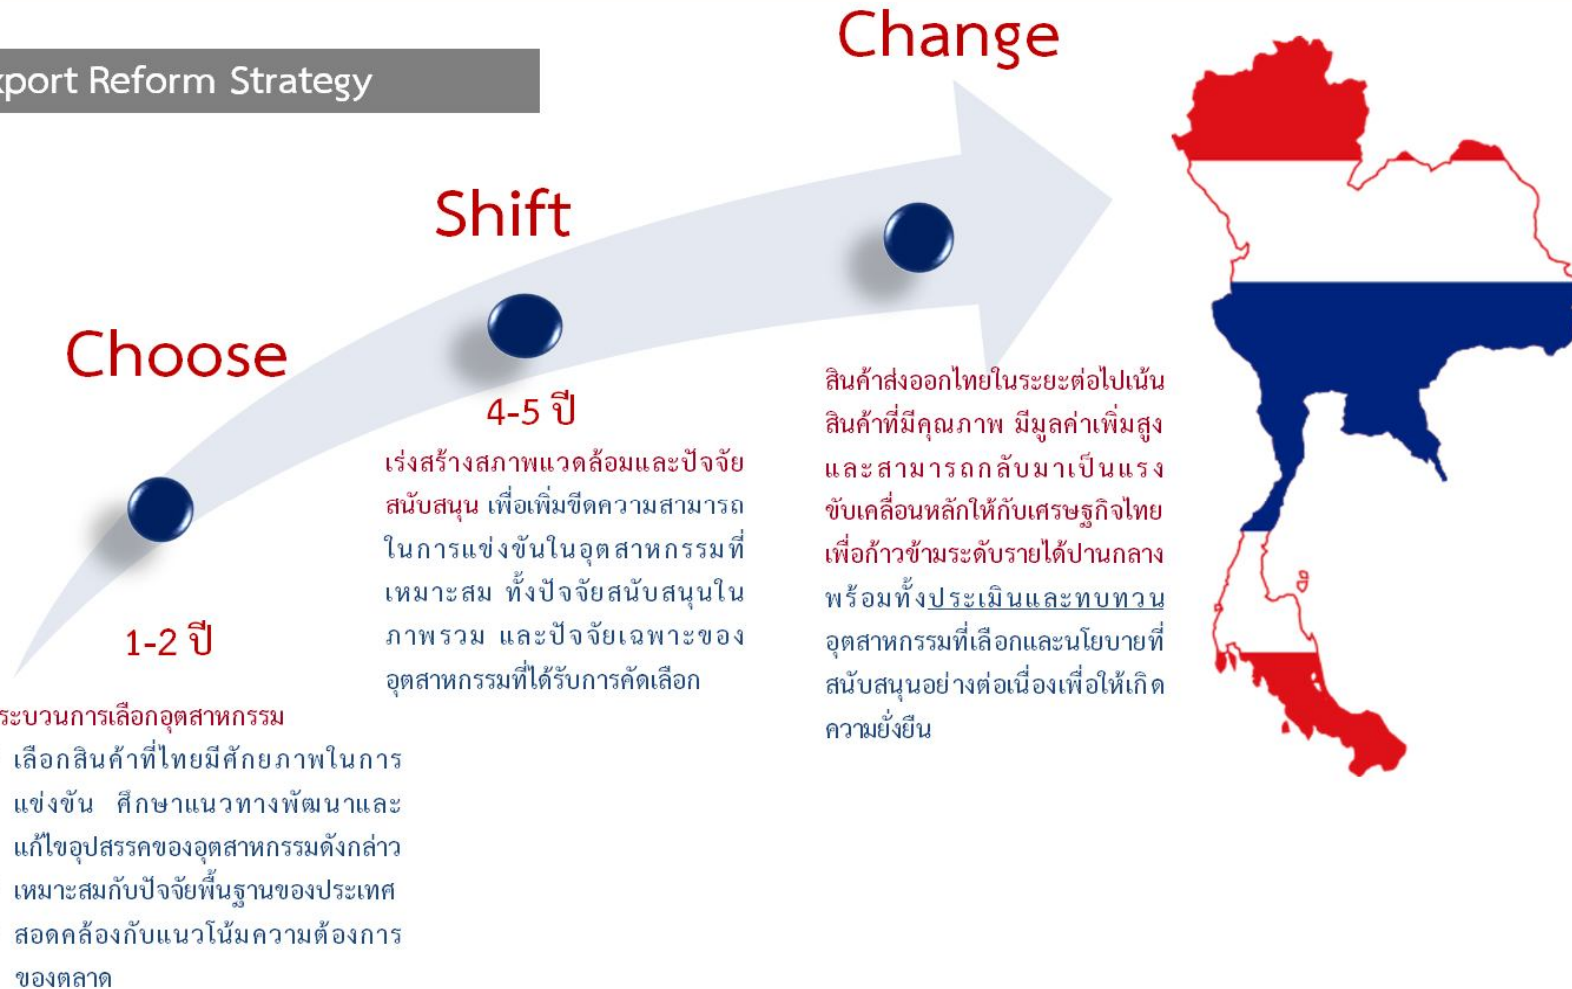 xport Reform Strategy
Choose
1-2 ปี
ระบวนการเลือกอุตสาหกรรม
เลือกสินค้าที่ไทยมีศักยภาพในการ
แข่งขัน ศึกษาแนวทางพัฒนาและ
แก้ไขอุปสรรคของอุตสาหกรรมดังกล่าว
เหมาะสมกับปัจจัยพื้นฐานของประเทศ
สอดคล้องกับแนวโน้มความต้องการ
ของตลาด
Shift
4-5 ปี
เร่งสร้างสภาพแวดล้อมและปัจจัย
สนับสนุน เพื่อเพิ่มขีดความสามารถ
ในการแข่งขันในอุตสาหกรรมที่
เหมาะสม ทั้งปัจจัยสนับสนุนใน
ภาพรวม และปัจจัยเฉพาะของ
อุตสาหกรรมที่ได้รับการคัดเลือก
Change
สินค้าส่งออกไทยในระยะต่อไปเน้น
สินค้าที่มีคุณภาพ มีมูลค่าเพิ่มสูง
และสามารถกลับมาเป็นแรง
ขับเคลื่อนหลักให้กับเศรษฐกิจไทย
เพื่อก้าวข้ามระดับรายได้ปานกลาง
พร้อมทั้งประเมินและทบทวน
อุตสาหกรรมที่เลือกและนโยบายที่
สนับสนุนอย่างต่อเนื่องเพื่อให้เกิด
ความยั่งยืน